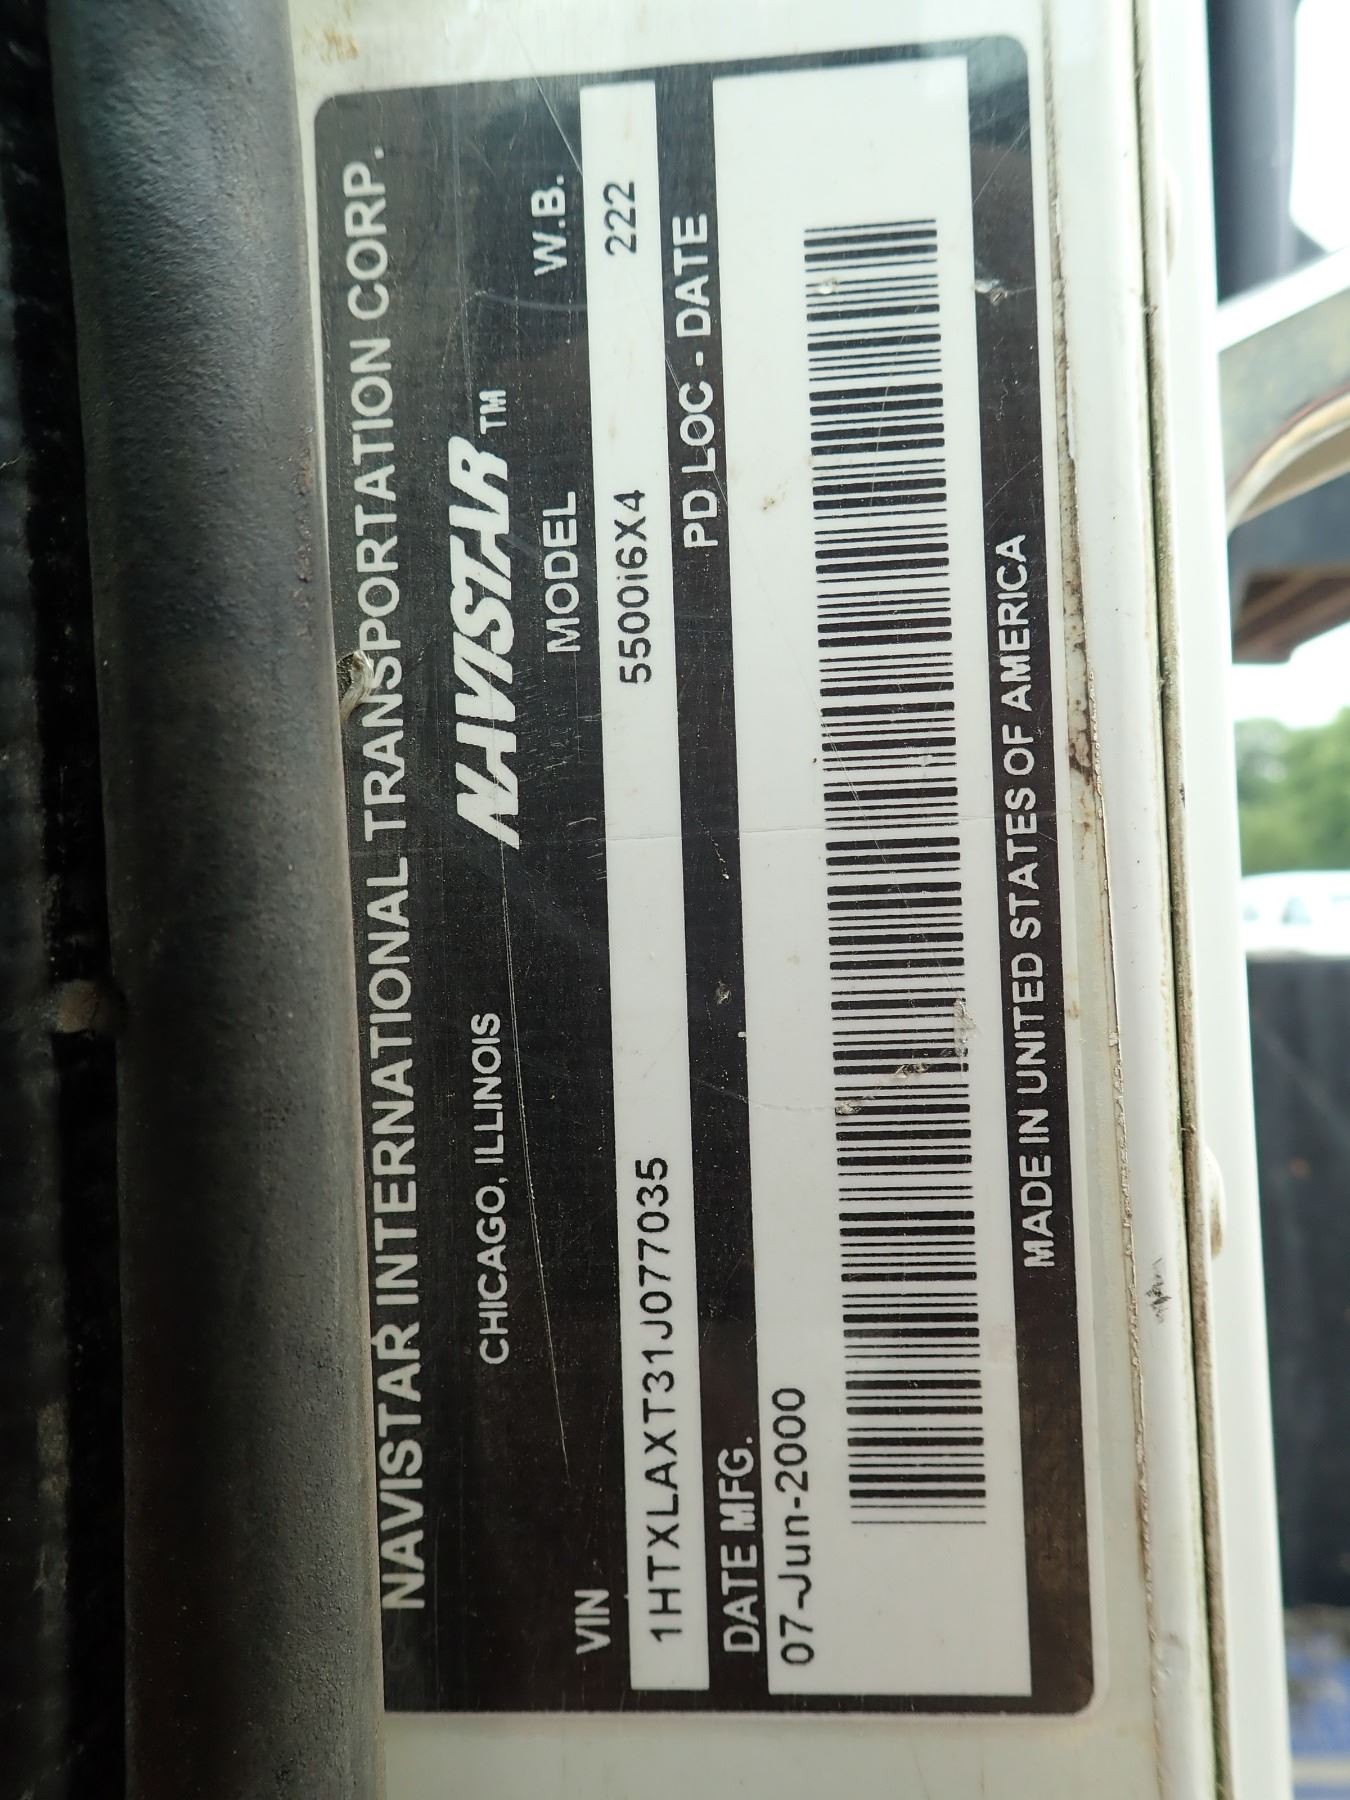 NAVISTAR INTERNATIONAL TRANSPORTATION CORP.
CHICAGO, ILLINOIS NAVISTAR™
VIN MODEL W.B.
1HTXLAXT31J077035 5500i6X4 222
DATE MFG. PD LOC - DATE
07-Jun-2000
MADE IN UNITED STATES OF AMERICA